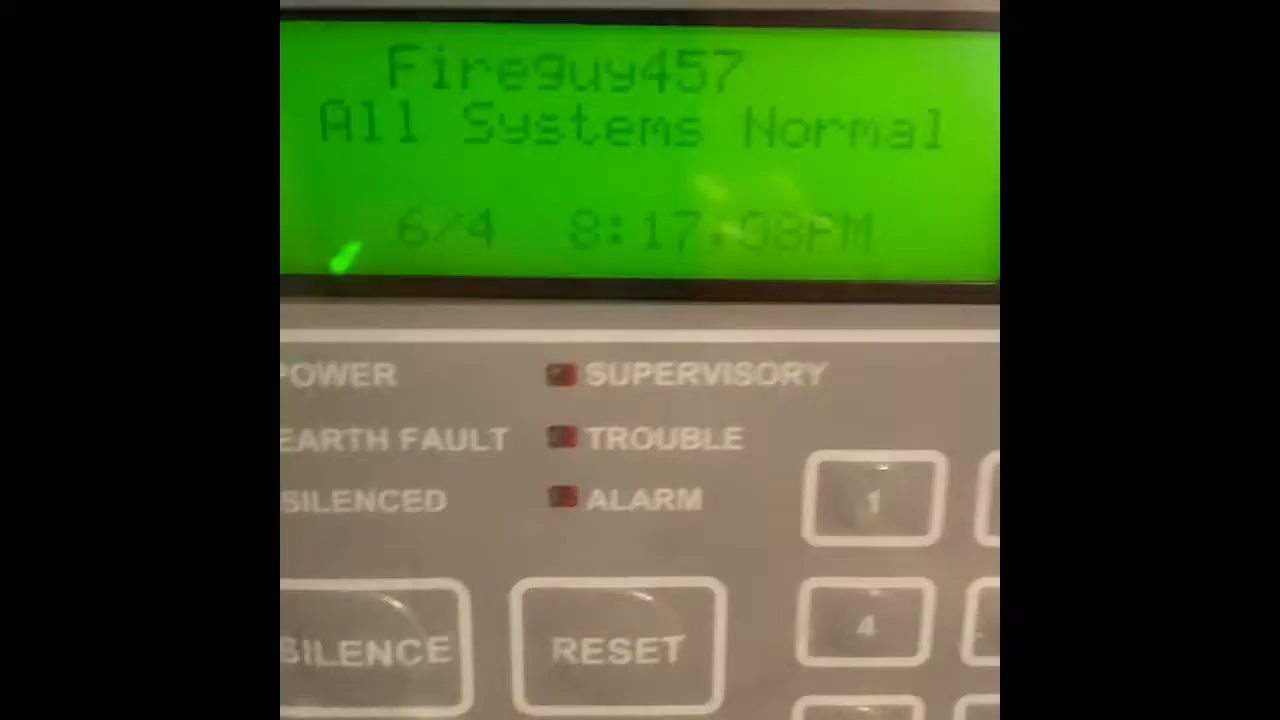 Fireguy457
All Systems Normal
6/4 8:17:08PM
POWER
SUPERVISORY
EARTH FAULT
TROUBLE
SILENCED
ALARM
1
4
SILENCE
RESET